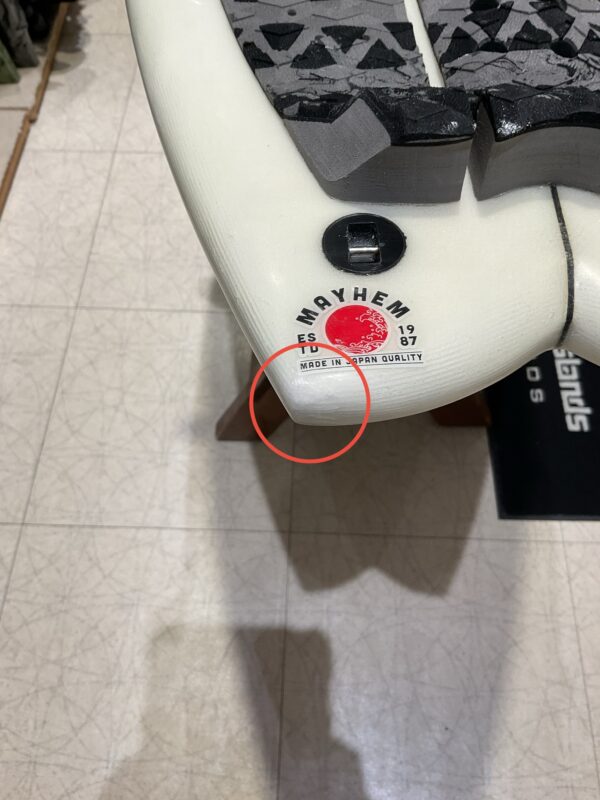 MAYHEM
ES 19
TD 87
MADE IN JAPAN QUALITY